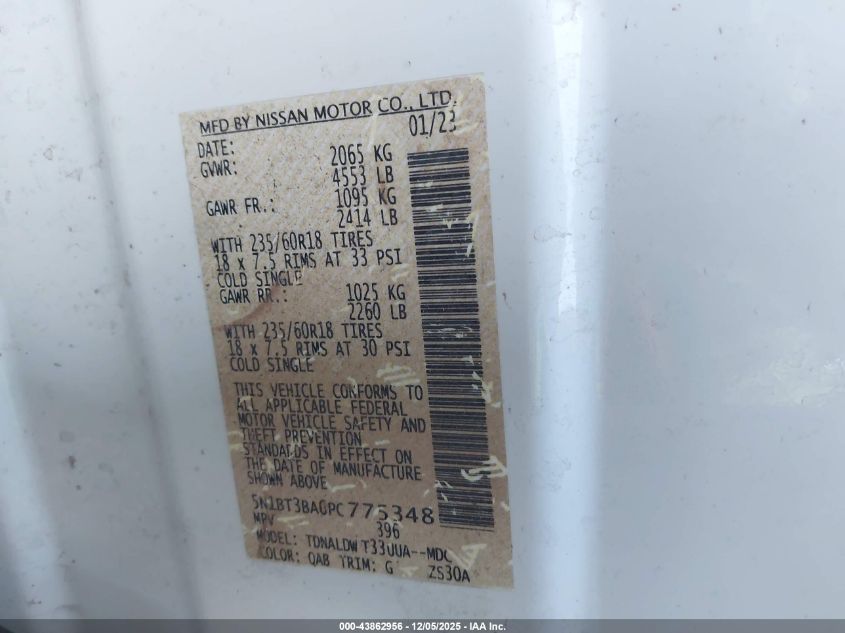 MFD BY NISSAN MOTOR CO., LTD.
DATE: 01/23
GVWR: 2065 KG
4553 LB
GAWR FR.: 1095 KG
2414 LB
WITH 235/60R18 TIRES
18 x 7.5 RIMS AT 33 PSI
COLD SINGLE
GAWR RR.: 1025 KG
2260 LB
WITH 235/60R18 TIRES
18 x 7.5 RIMS AT 30 PSI
COLD SINGLE
THIS VEHICLE CONFORMS TO
ALL APPLICABLE FEDERAL
MOTOR VEHICLE SAFETY AND
THEFT PREVENTION
STANDARDS IN EFFECT ON
THE DATE OF MANUFACTURE
SHOWN ABOVE
5N1BT3BA0PC775348
MPV 396
MODEL:
COLOR: QAB TRIM: G ZS30A
000-43862956 - 12/05/2025 - IAA Inc.